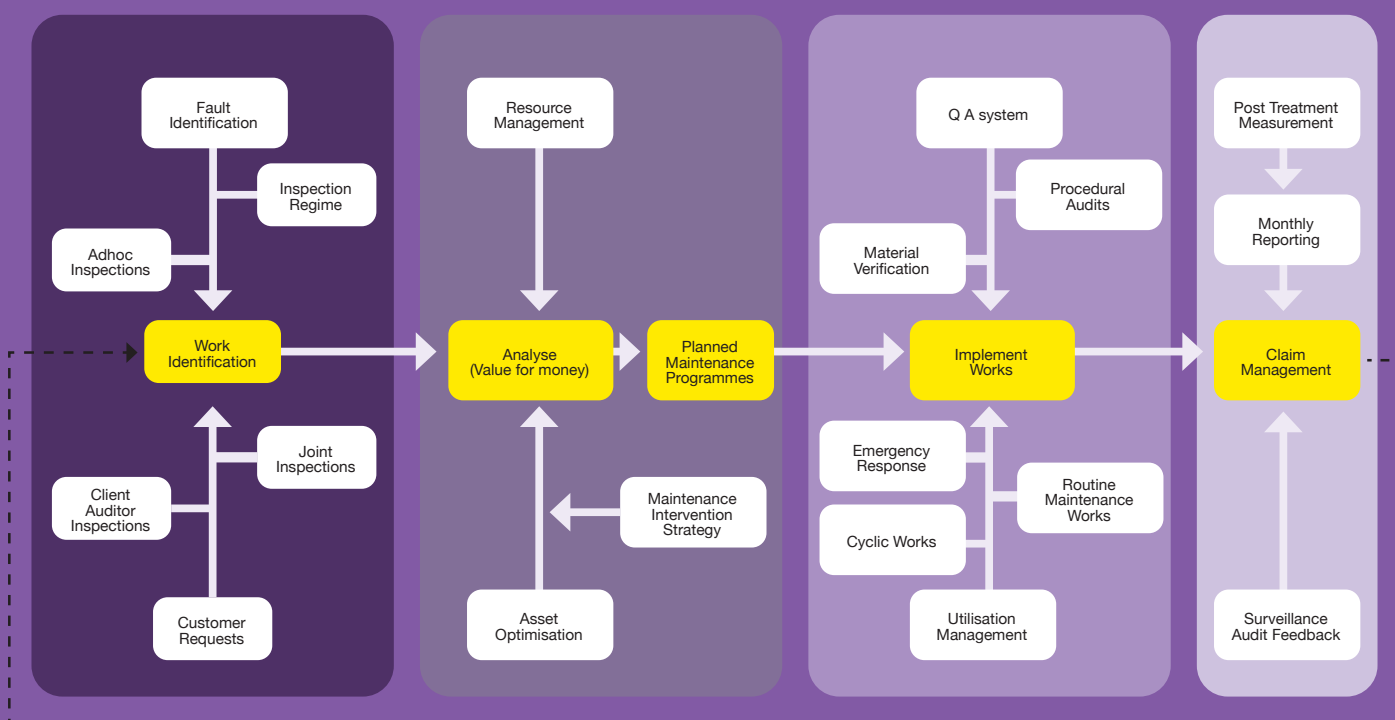 Fault
Identification
Inspection
Regime
Adhoc
Inspections
Work
Identification
Joint
Inspections
Client
Auditor
Inspections
Customer
Requests
Resource
Management
Analyse
(Value for money)
Planned
Maintenance
Programmes
Maintenance
Intervention
Strategy
Asset
Optimisation
Q A system
Procedural
Audits
Material
Verification
Implement
Works
Emergency
Response
Routine
Maintenance
Works
Cyclic Works
Utilisation
Management
Post Treatment
Measurement
Monthly
Reporting
Claim
Management
Surveillance
Audit Feedback